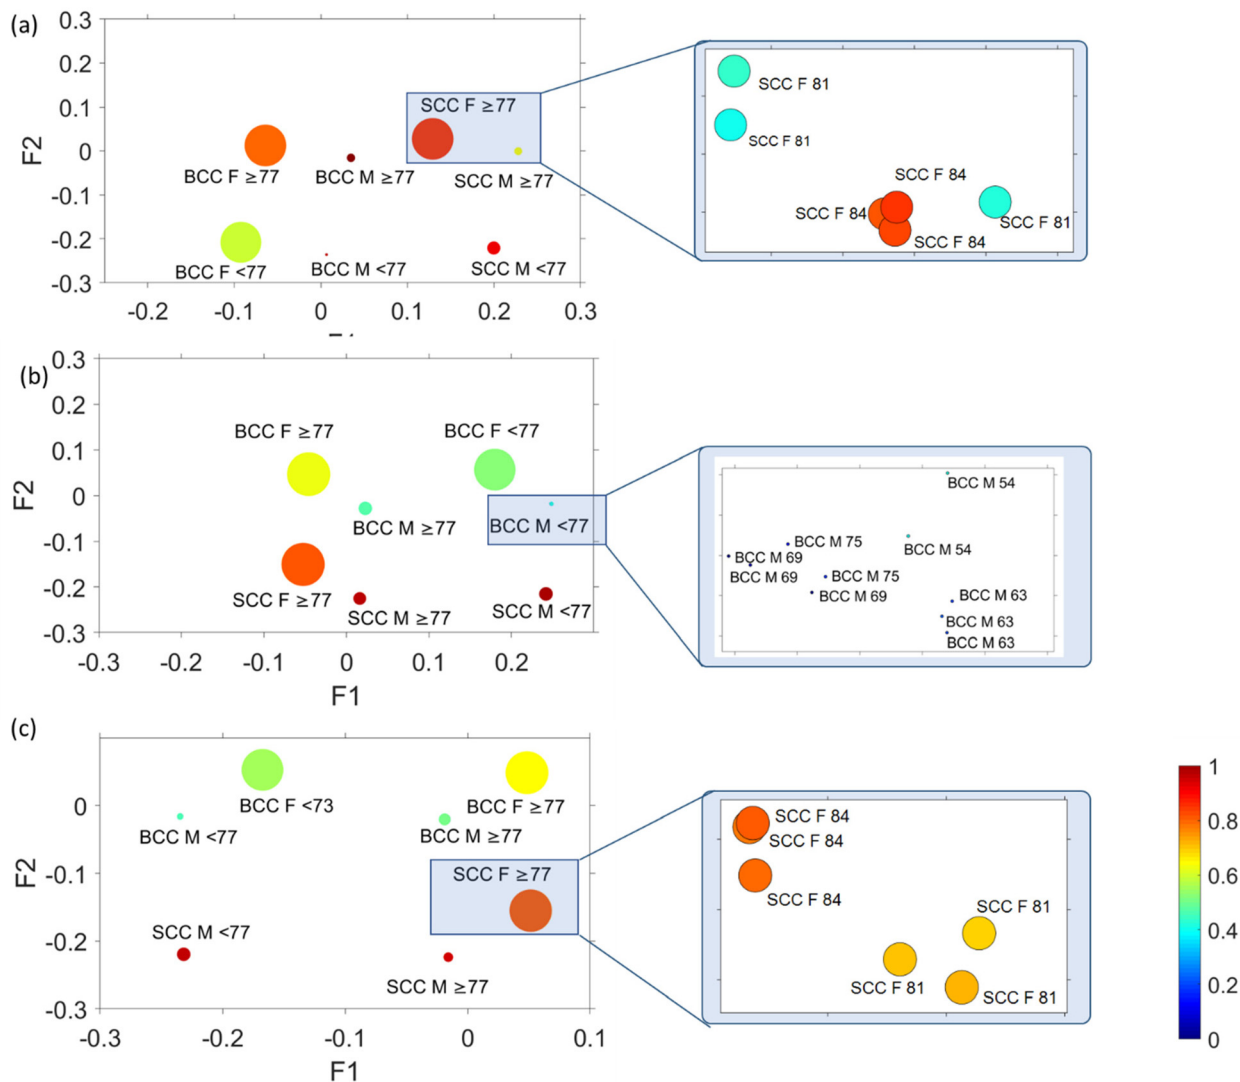 (a)
0.3
0.2
0.1
0
-0.1
-0.2
-0.3
F2
SCC F ≥77
BCC F ≥77
BCC M ≥77
SCC M ≥77
BCC F <77
BCC M <77
SCC M <77
-0.2
-0.1
0
0.1
0.2
0.3
SCC F 81
SCC F 81
SCC F 84
SCC F 84
SCC F 81
SCC F 84
(b)
0.3
0.2
0.1
0
-0.1
-0.2
-0.3
F2
BCC F ≥77
BCC F <77
BCC M ≥77
BCC M <77
SCC F ≥77
SCC M ≥77
SCC M <77
-0.3
-0.2
-0.1
0
0.1
0.2
F1
BCC M 54
BCC M 75
BCC M 54
BCC M 69
BCC M 69
BCC M 75
BCC M 69
BCC M 63
BCC M 63
BCC M 63
(c)
0
-0.1
-0.2
-0.3
F2
BCC F <73
BCC F ≥77
BCC M <77
BCC M ≥77
SCC F ≥77
SCC M <77
SCC M ≥77
-0.3
-0.2
-0.1
0
0.1
F1
SCC F 84
SCC F 84
SCC F 84
SCC F 81
SCC F 81
SCC F 81
1
0.8
0.6
0.4
0.2
0